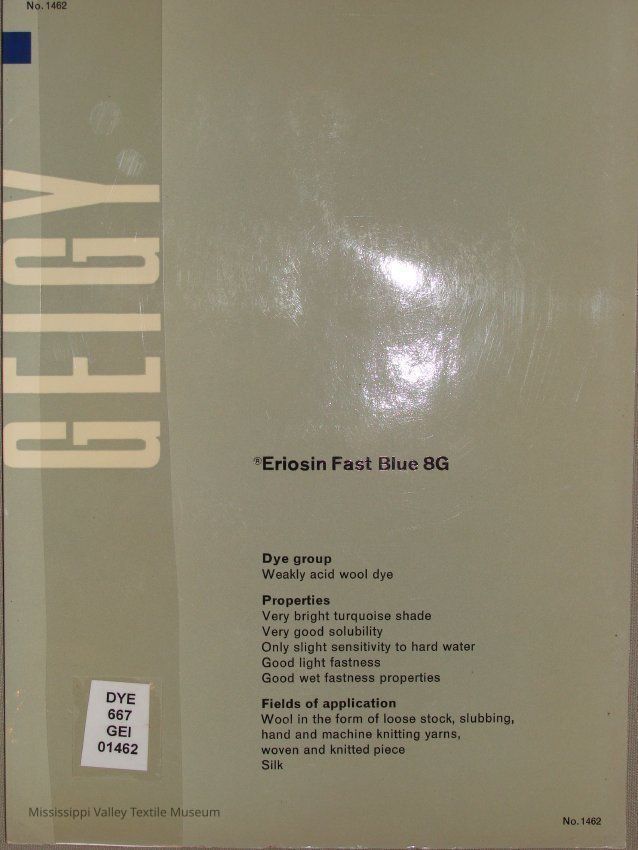 No. 1462
GEIGY
®Eriosin Fast Blue 8G
Dye group
Weakly acid wool dye
Properties
Very bright turquoise shade
Very good solubility
Only slight sensitivity to hard water
Good light fastness
Good wet fastness properties
Fields of application
Wool in the form of loose stock, slubbing,
hand and machine knitting yarns,
woven and knitted piece
Silk
DYE
667
GEI
01462
Mississippi Valley Textile Museum
No. 1462